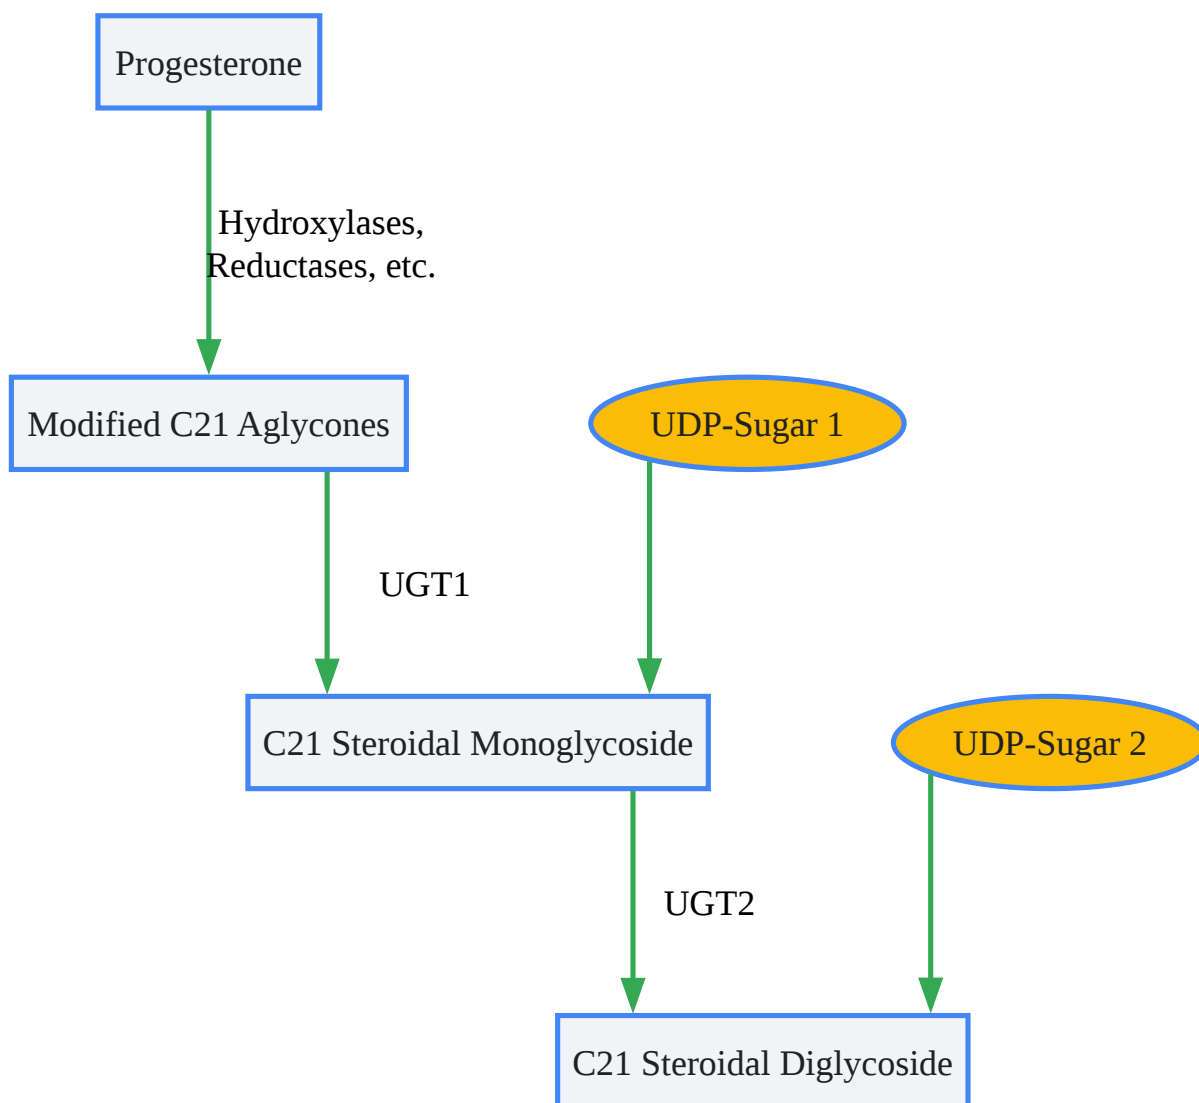 Progesterone
Hydroxylases,
Reductases, etc.
Modified C21 Aglycones
UDP-Sugar 1
UGT1
C21 Steroidal Monoglycoside
UDP-Sugar 2
UGT2
C21 Steroidal Diglycoside